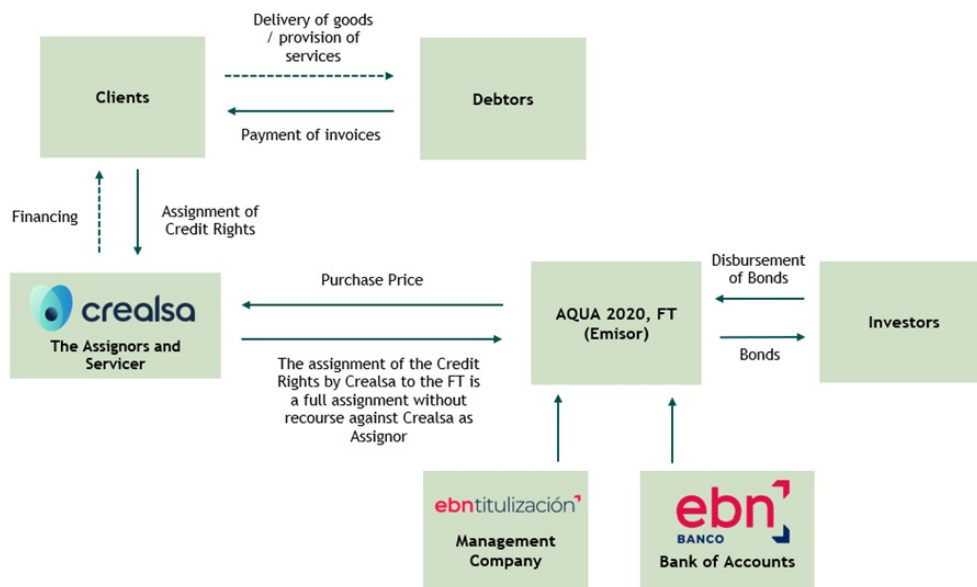 Delivery of goods
/ provision of
services
Clients
Debtors
Payment of invoices
Financing
Assignment of
Credit Rights
crealsa
The Assignors and
Servicer
Purchase Price
The assignment of the Credit
Rights by Crealsa to the FT is
a full assignment without
recourse against Crealsa as
Assignor
AQUA 2020, FT
(Emisor)
Disbursement
of Bonds
Bonds
Investors
ebntitulización
Management
Company
ebn
BANCO
Bank of Accounts